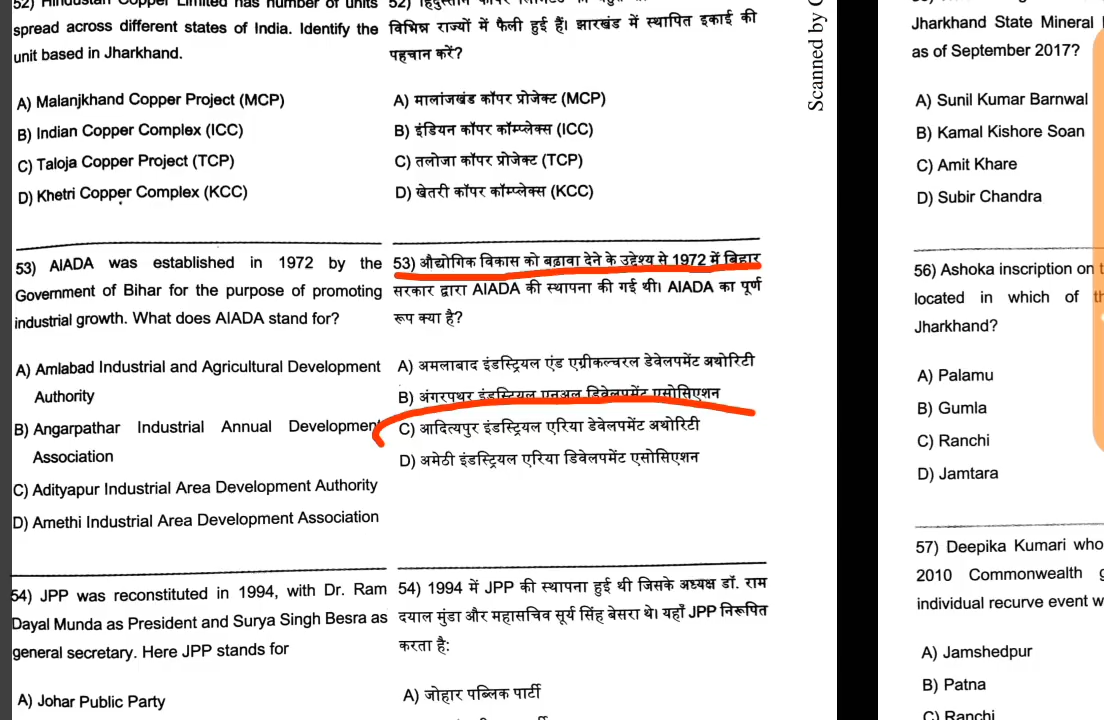 52) Hindustan Copper Limited has number of units
spread across different states of India. Identify the
unit based in Jharkhand.
A) Malanjkhand Copper Project (MCP)
B) Indian Copper Complex (ICC)
C) Taloja Copper Project (TCP)
D) Khetri Copper Complex (KCC)
विभिन्न राज्यों में फैली हुई हैं। झारखंड में स्थापित इकाई की
पहचान करें?
A) मालांजखंड कॉपर प्रोजेक्ट (MCP)
B) इंडियन कॉपर कॉम्प्लेक्स (ICC)
C) तलोजा कॉपर प्रोजेक्ट (TCP)
D) खेतरी कॉपर कॉम्प्लेक्स (KCC)
53) AIADA was established in 1972 by the
Government of Bihar for the purpose of promoting
industrial growth. What does AIADA stand for?
A) Amlabad Industrial and Agricultural Development
Authority
B) Angarpathar Industrial Annual Development
Association
C) Adityapur Industrial Area Development Authority
D) Amethi Industrial Area Development Association
53) औद्योगिक विकास को बढ़ावा देने के उद्देश्य से 1972 में बिहार
सरकार द्वारा AIADA की स्थापना की गई थी। AIADA का पूर्ण
रूप क्या है?
A) अमलाबाद इंडस्ट्रियल एंड एग्रीकल्चरल डेवेलपमेंट अथोरिटी
B) अंगरपथर इंडस्ट्रियल एनुअल डिवेलपमेंट एसोसिएशन
C) आदित्यपुर इंडस्ट्रियल एरिया डेवेलपमेंट अथोरिटी
D) अमेठी इंडस्ट्रियल एरिया डिवेलपमेंट एसोसिएशन
54) JPP was reconstituted in 1994, with Dr. Ram
Dayal Munda as President and Surya Singh Besra as
general secretary. Here JPP stands for
A) Johar Public Party
54) 1994 में JPP की स्थापना हुई थी जिसके अध्यक्ष डॉ. राम
दयाल मुंडा और महासचिव सूर्य सिंह बेसरा थे। यहाँ JPP निरूपित
करता है:
A) जोहार पब्लिक पार्टी
Scanned by
Jharkhand State Mineral
as of September 2017?
A) Sunil Kumar Barnwal
B) Kamal Kishore Soan
C) Amit Khare
D) Subir Chandra
56) Ashoka inscription on
located in which of
Jharkhand?
A) Palamu
B) Gumla
C) Ranchi
D) Jamtara
57) Deepika Kumari who
2010 Commonwealth
individual recurve event
A) Jamshedpur
B) Patna
C) Ranchi